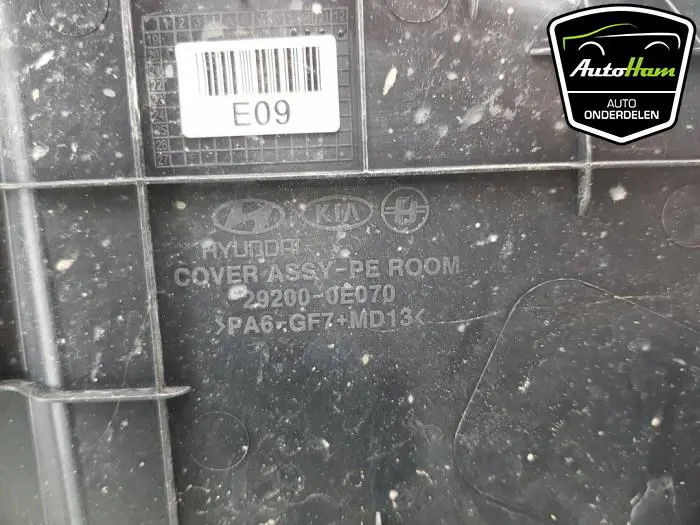 AutoHam
AUTO
ONDERDELEN
E09
KIA
HYUNDAI
COVER ASSY-PE ROOM
29200-0E070
>PA6-GF7+MD13<